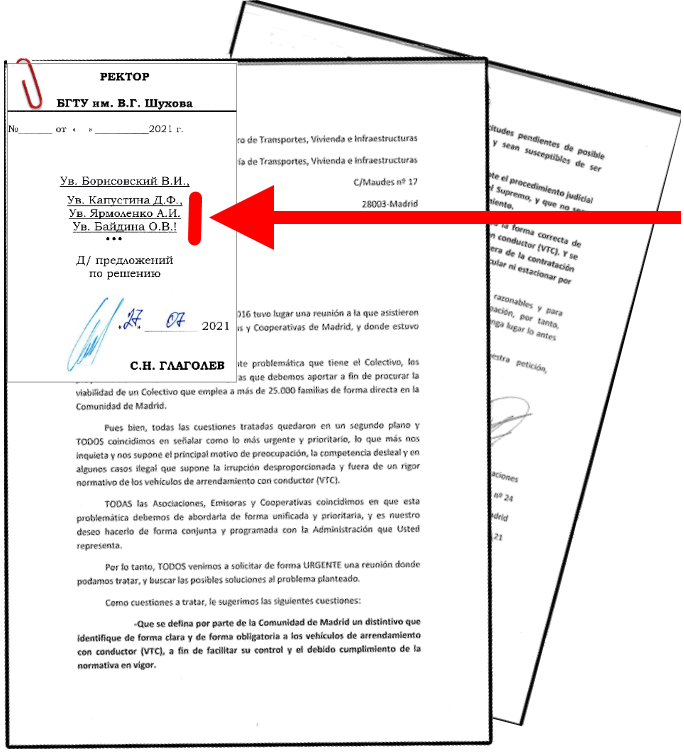 РЕКТОР
БГТУ им. В.Г. Шухова
№_______ от « » ____________2021 г.
Ув. Борисовский В.И.,
Ув. Капустина Д.Ф.,
Ув. Ярмоленко А.И.
Ув. Байдина О.В.!
•••
Д/ предложений
по решению
.27. 07 2021
С.Н. ГЛАГОЛЕВ
ro de Transportes, Vivienda e Infraestructuras
ía de Transportes, Vivienda e Infraestructuras
C/Maudes nº 17
28003-Madrid
016 tuvo lugar una reunión a la que asistieron
s y Cooperativas de Madrid, y donde estuvo
te problemática que tiene el Colectivo, los
ras que debemos aportar a fin de procurar la
viabilidad de un Colectivo que emplea a más de 25.000 familias de forma directa en la
Comunidad de Madrid.
Pues bien, todas las cuestiones tratadas quedaron en un segundo plano y
TODOS coincidimos en señalar como lo más urgente y prioritario, lo que más nos
inquieta y nos supone el principal motivo de preocupación, la competencia desleal y en
algunos casos ilegal que supone la irrupción desproporcionada y fuera de un rigor
normativo de los vehículos de arrendamiento con conductor (VTC).
TODAS las Asociaciones, Emisoras y Cooperativas coincidimos en que esta
problemática debemos de abordarla de forma unificada y prioritaria, y es nuestro
deseo hacerlo de forma conjunta y programada con la Administración que Usted
representa.
Por lo tanto, TODOS venimos a solicitar de forma URGENTE una reunión donde
podamos tratar, y buscar las posibles soluciones al problema planteado.
Como cuestiones a tratar, le sugerimos las siguientes cuestiones:
-Que se defina por parte de la Comunidad de Madrid un distintivo que
identifique de forma clara y de forma obligatoria a los vehículos de arrendamiento
con conductor (VTC), a fin de facilitar su control y el debido cumplimiento de la
normativa en vigor.
itudes pendientes de posible
y sean susceptibles de ser
te el procedimiento judicial
l Supremo, y que no
miento.
la forma correcta de
n conductor (VTC). Y se
era de la contratación
cular ni estacionar por
razonables y para
pación, por tanto,
nga lugar lo antes
estra petición,
aciones
nº 24
drid
21